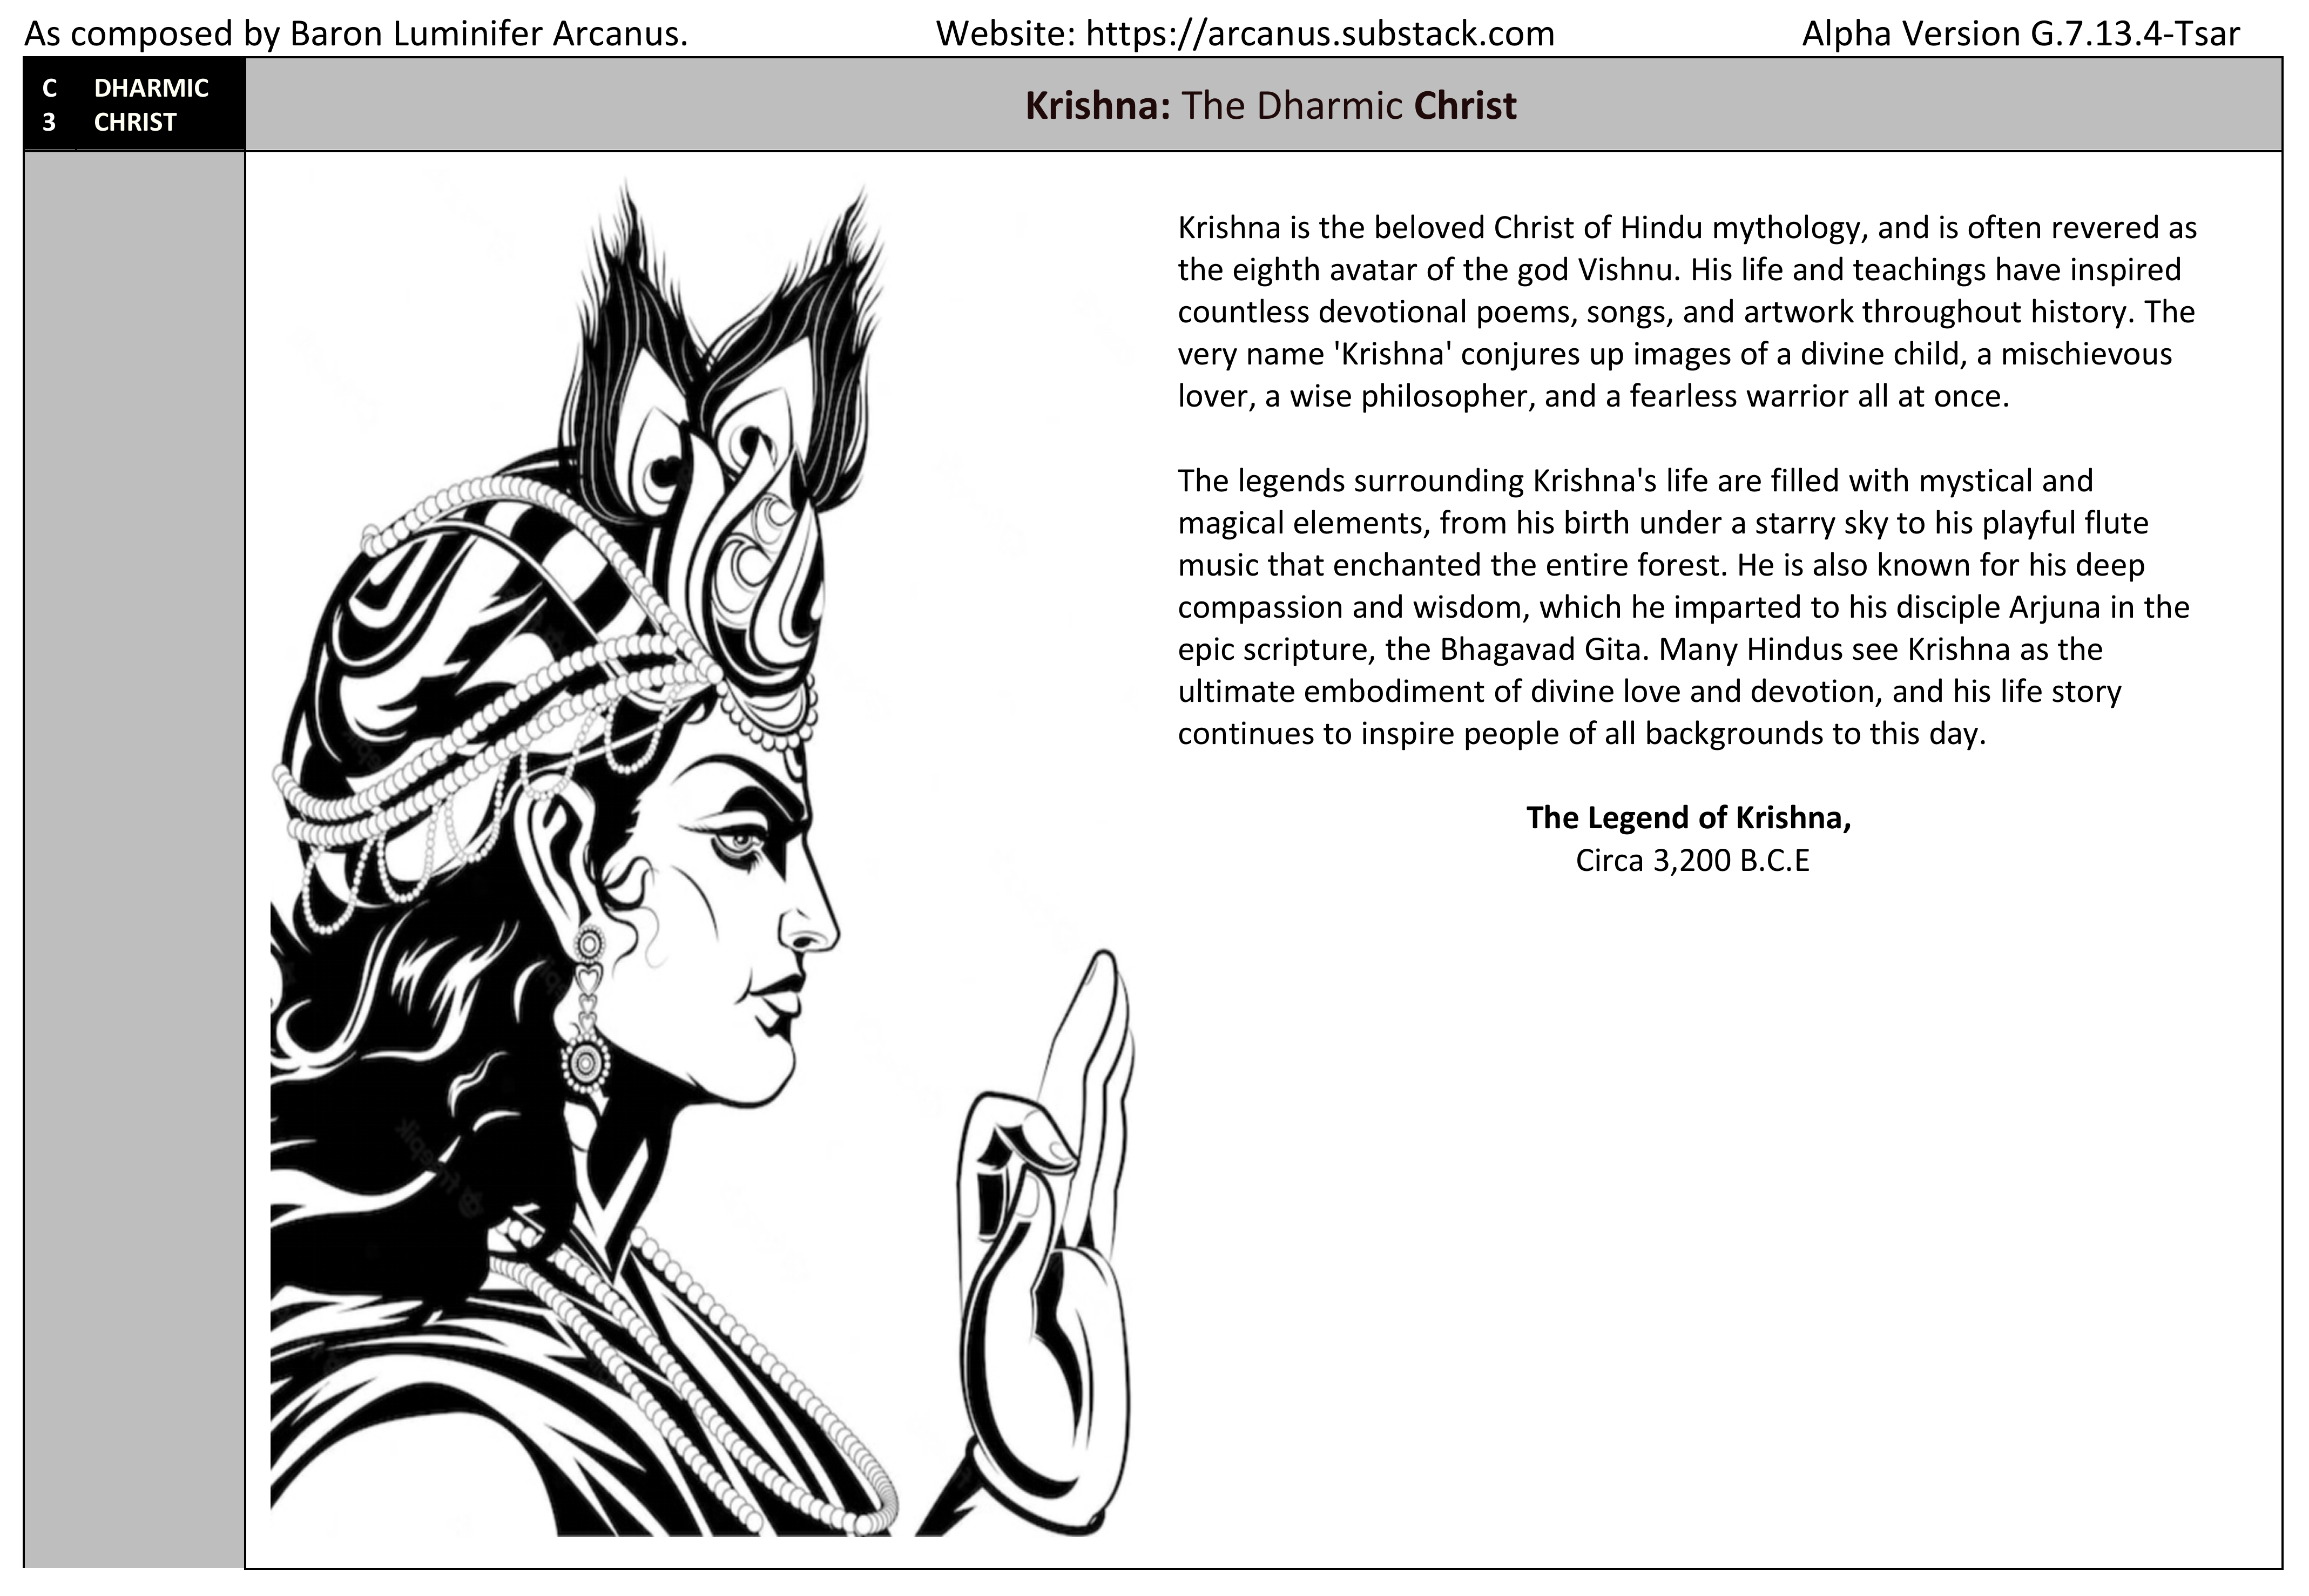 As composed by Baron Luminifer Arcanus. Website: https://arcanus.substack.com Alpha Version G.7.13.4-Tsar
C DHARMIC
3 CHRIST
Krishna: The Dharmic Christ
Krishna is the beloved Christ of Hindu mythology, and is often revered as
the eighth avatar of the god Vishnu. His life and teachings have inspired
countless devotional poems, songs, and artwork throughout history. The
very name 'Krishna' conjures up images of a divine child, a mischievous
lover, a wise philosopher, and a fearless warrior all at once.
The legends surrounding Krishna's life are filled with mystical and
magical elements, from his birth under a starry sky to his playful flute
music that enchanted the entire forest. He is also known for his deep
compassion and wisdom, which he imparted to his disciple Arjuna in the
epic scripture, the Bhagavad Gita. Many Hindus see Krishna as the
ultimate embodiment of divine love and devotion, and his life story
continues to inspire people of all backgrounds to this day.
The Legend of Krishna,
Circa 3,200 B.C.E
freepik